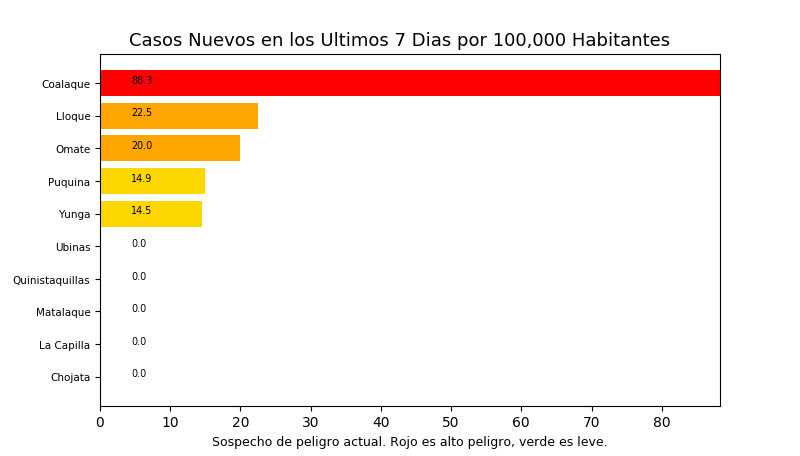 Casos Nuevos en los Ultimos 7 Dias por 100,000 Habitantes
Coalaque 88.3
Lloque 22.5
Omate 20.0
Puquina 14.9
Yunga 14.5
Ubinas 0.0
Quinistaquillas 0.0
Matalaque 0.0
La Capilla 0.0
Chojata 0.0
0 10 20 30 40 50 60 70 80
Sospecho de peligro actual. Rojo es alto peligro, verde es leve.